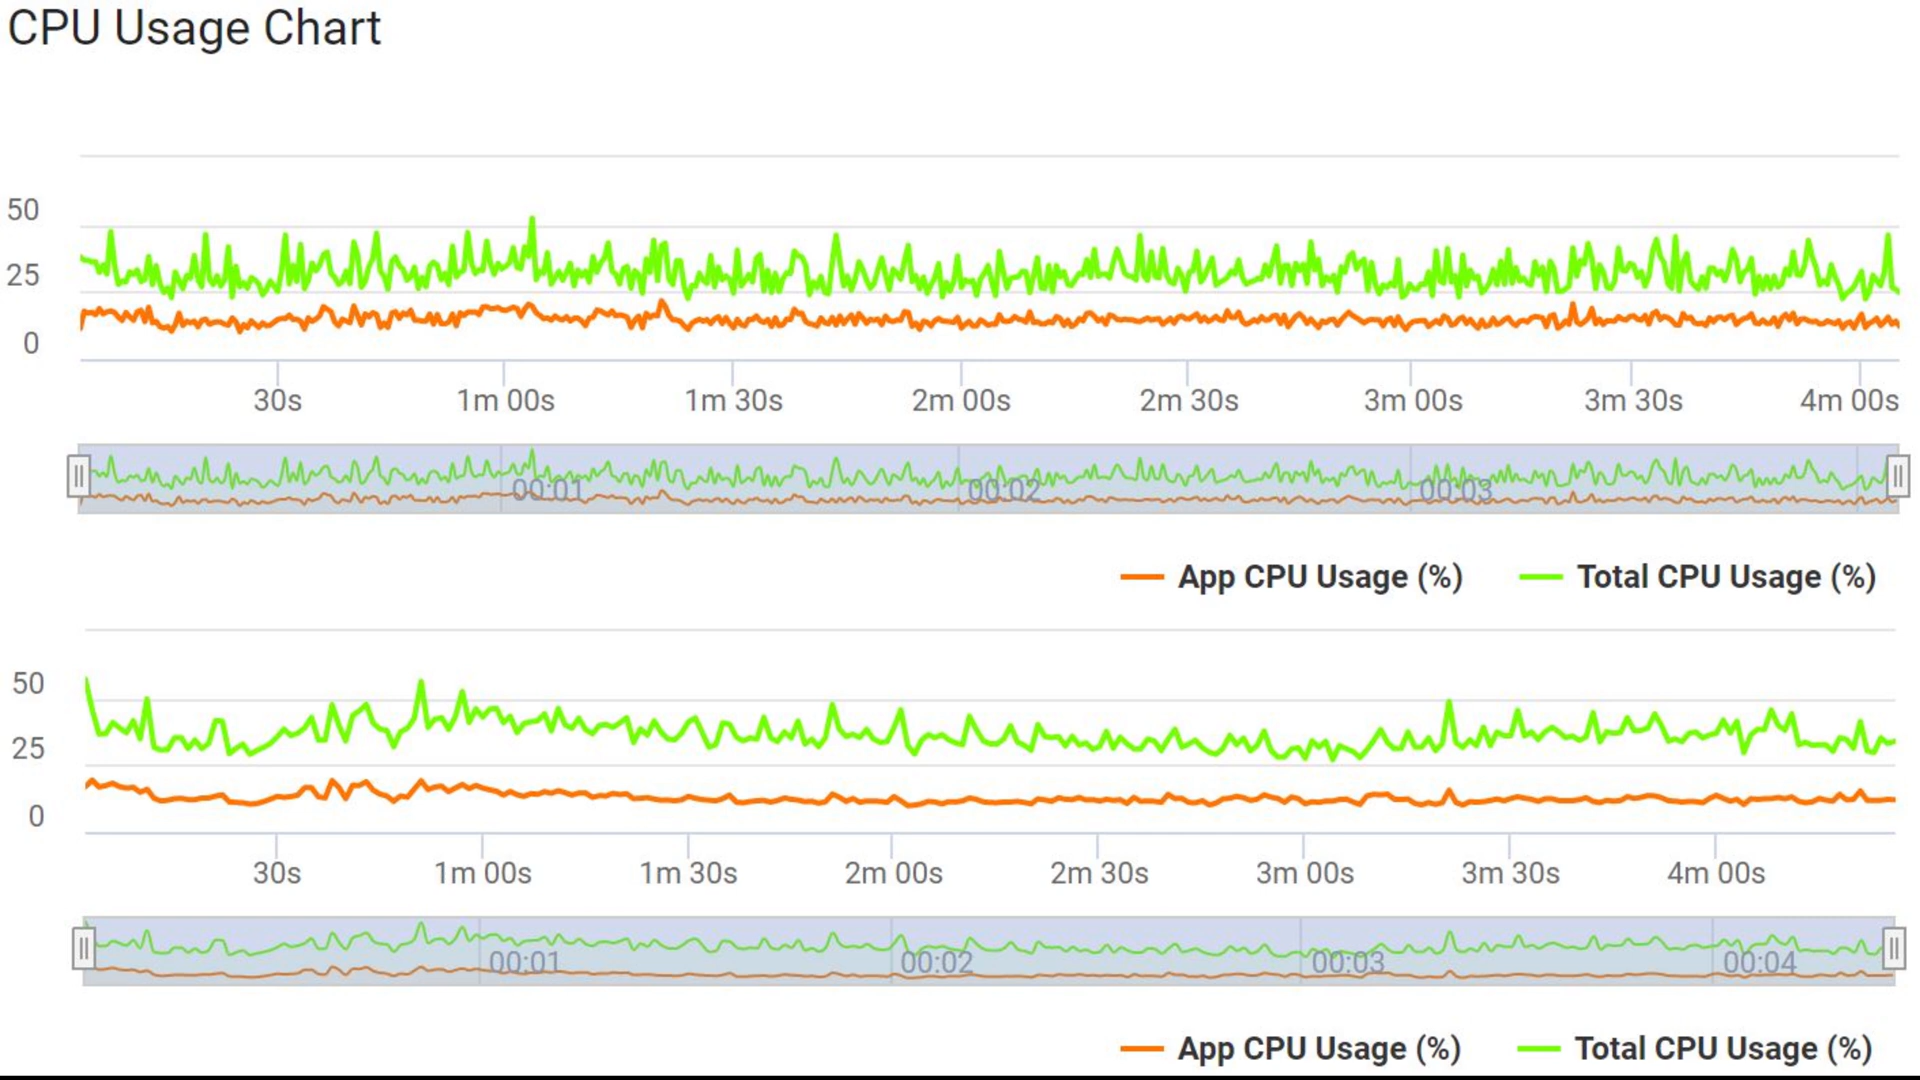 CPU Usage Chart
50
25
0
30s 1m 00s 1m 30s 2m 00s 2m 30s 3m 00s 3m 30s 4m 00s
00:01 00:02 00:03
App CPU Usage (%) Total CPU Usage (%)
50
25
0
30s 1m 00s 1m 30s 2m 00s 2m 30s 3m 00s 3m 30s 4m 00s
00:01 00:02 00:03 00:04
App CPU Usage (%) Total CPU Usage (%)